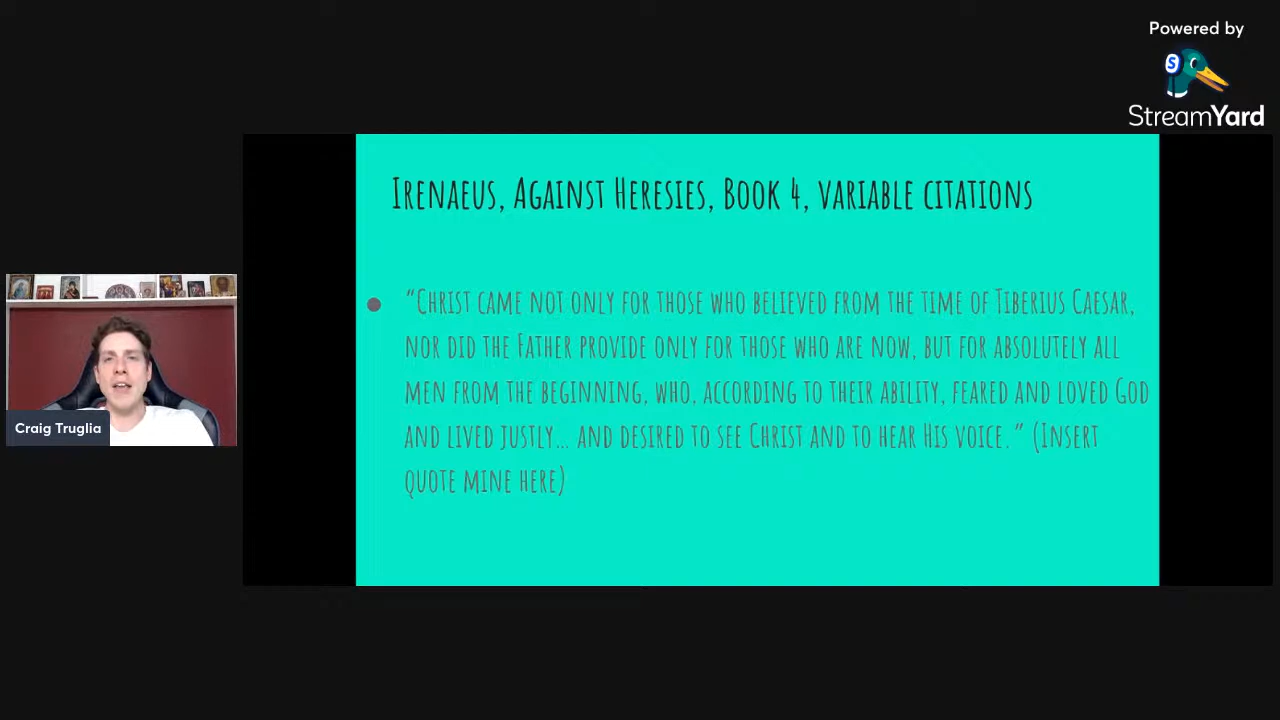 Powered by
StreamYard
Irenaeus, Against Heresies, Book 4, variable citations
"Christ came not only for those who believed from the time of Tiberius Caesar,
nor did the Father provide only for those who are now, but for absolutely all
men from the beginning, who, according to their ability, feared and loved God
and lived justly… and desired to see Christ and to hear His voice." (Insert
quote mine here)
Craig Truglia